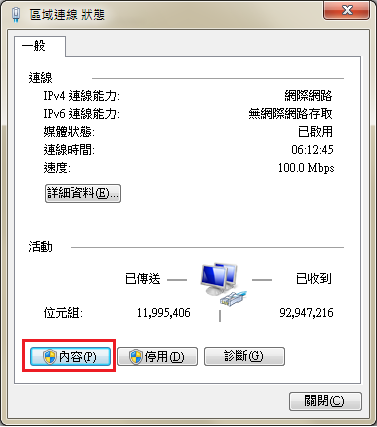 區域連線 狀態
一般
連線
IPv4 連線能力: 網際網路
IPv6 連線能力: 無網際網路存取
媒體狀態: 已啟用
連線時間: 06:12:45
速度: 100.0 Mbps
詳細資料(E)...
活動
已傳送 — — 已收到
位元組: 11,995,406 | 92,947,216
內容(P) 停用(D) 診斷(G)
關閉(C)